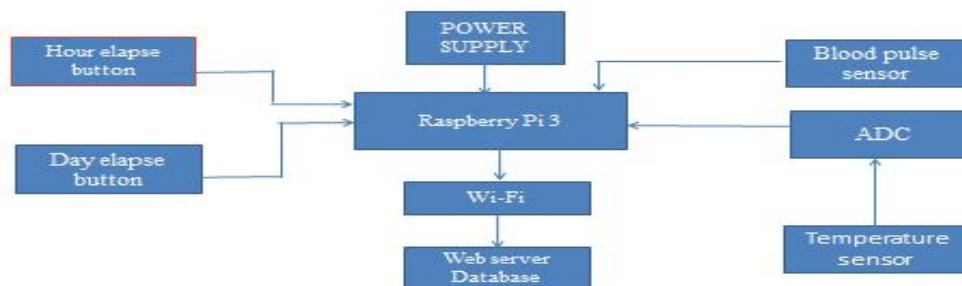 POWER
SUPPLY
Hour elapse
button
Blood pulse
sensor
Raspberry Pi 3
ADC
Day elapse
button
Wi-Fi
Temperature
sensor
Web server
Database